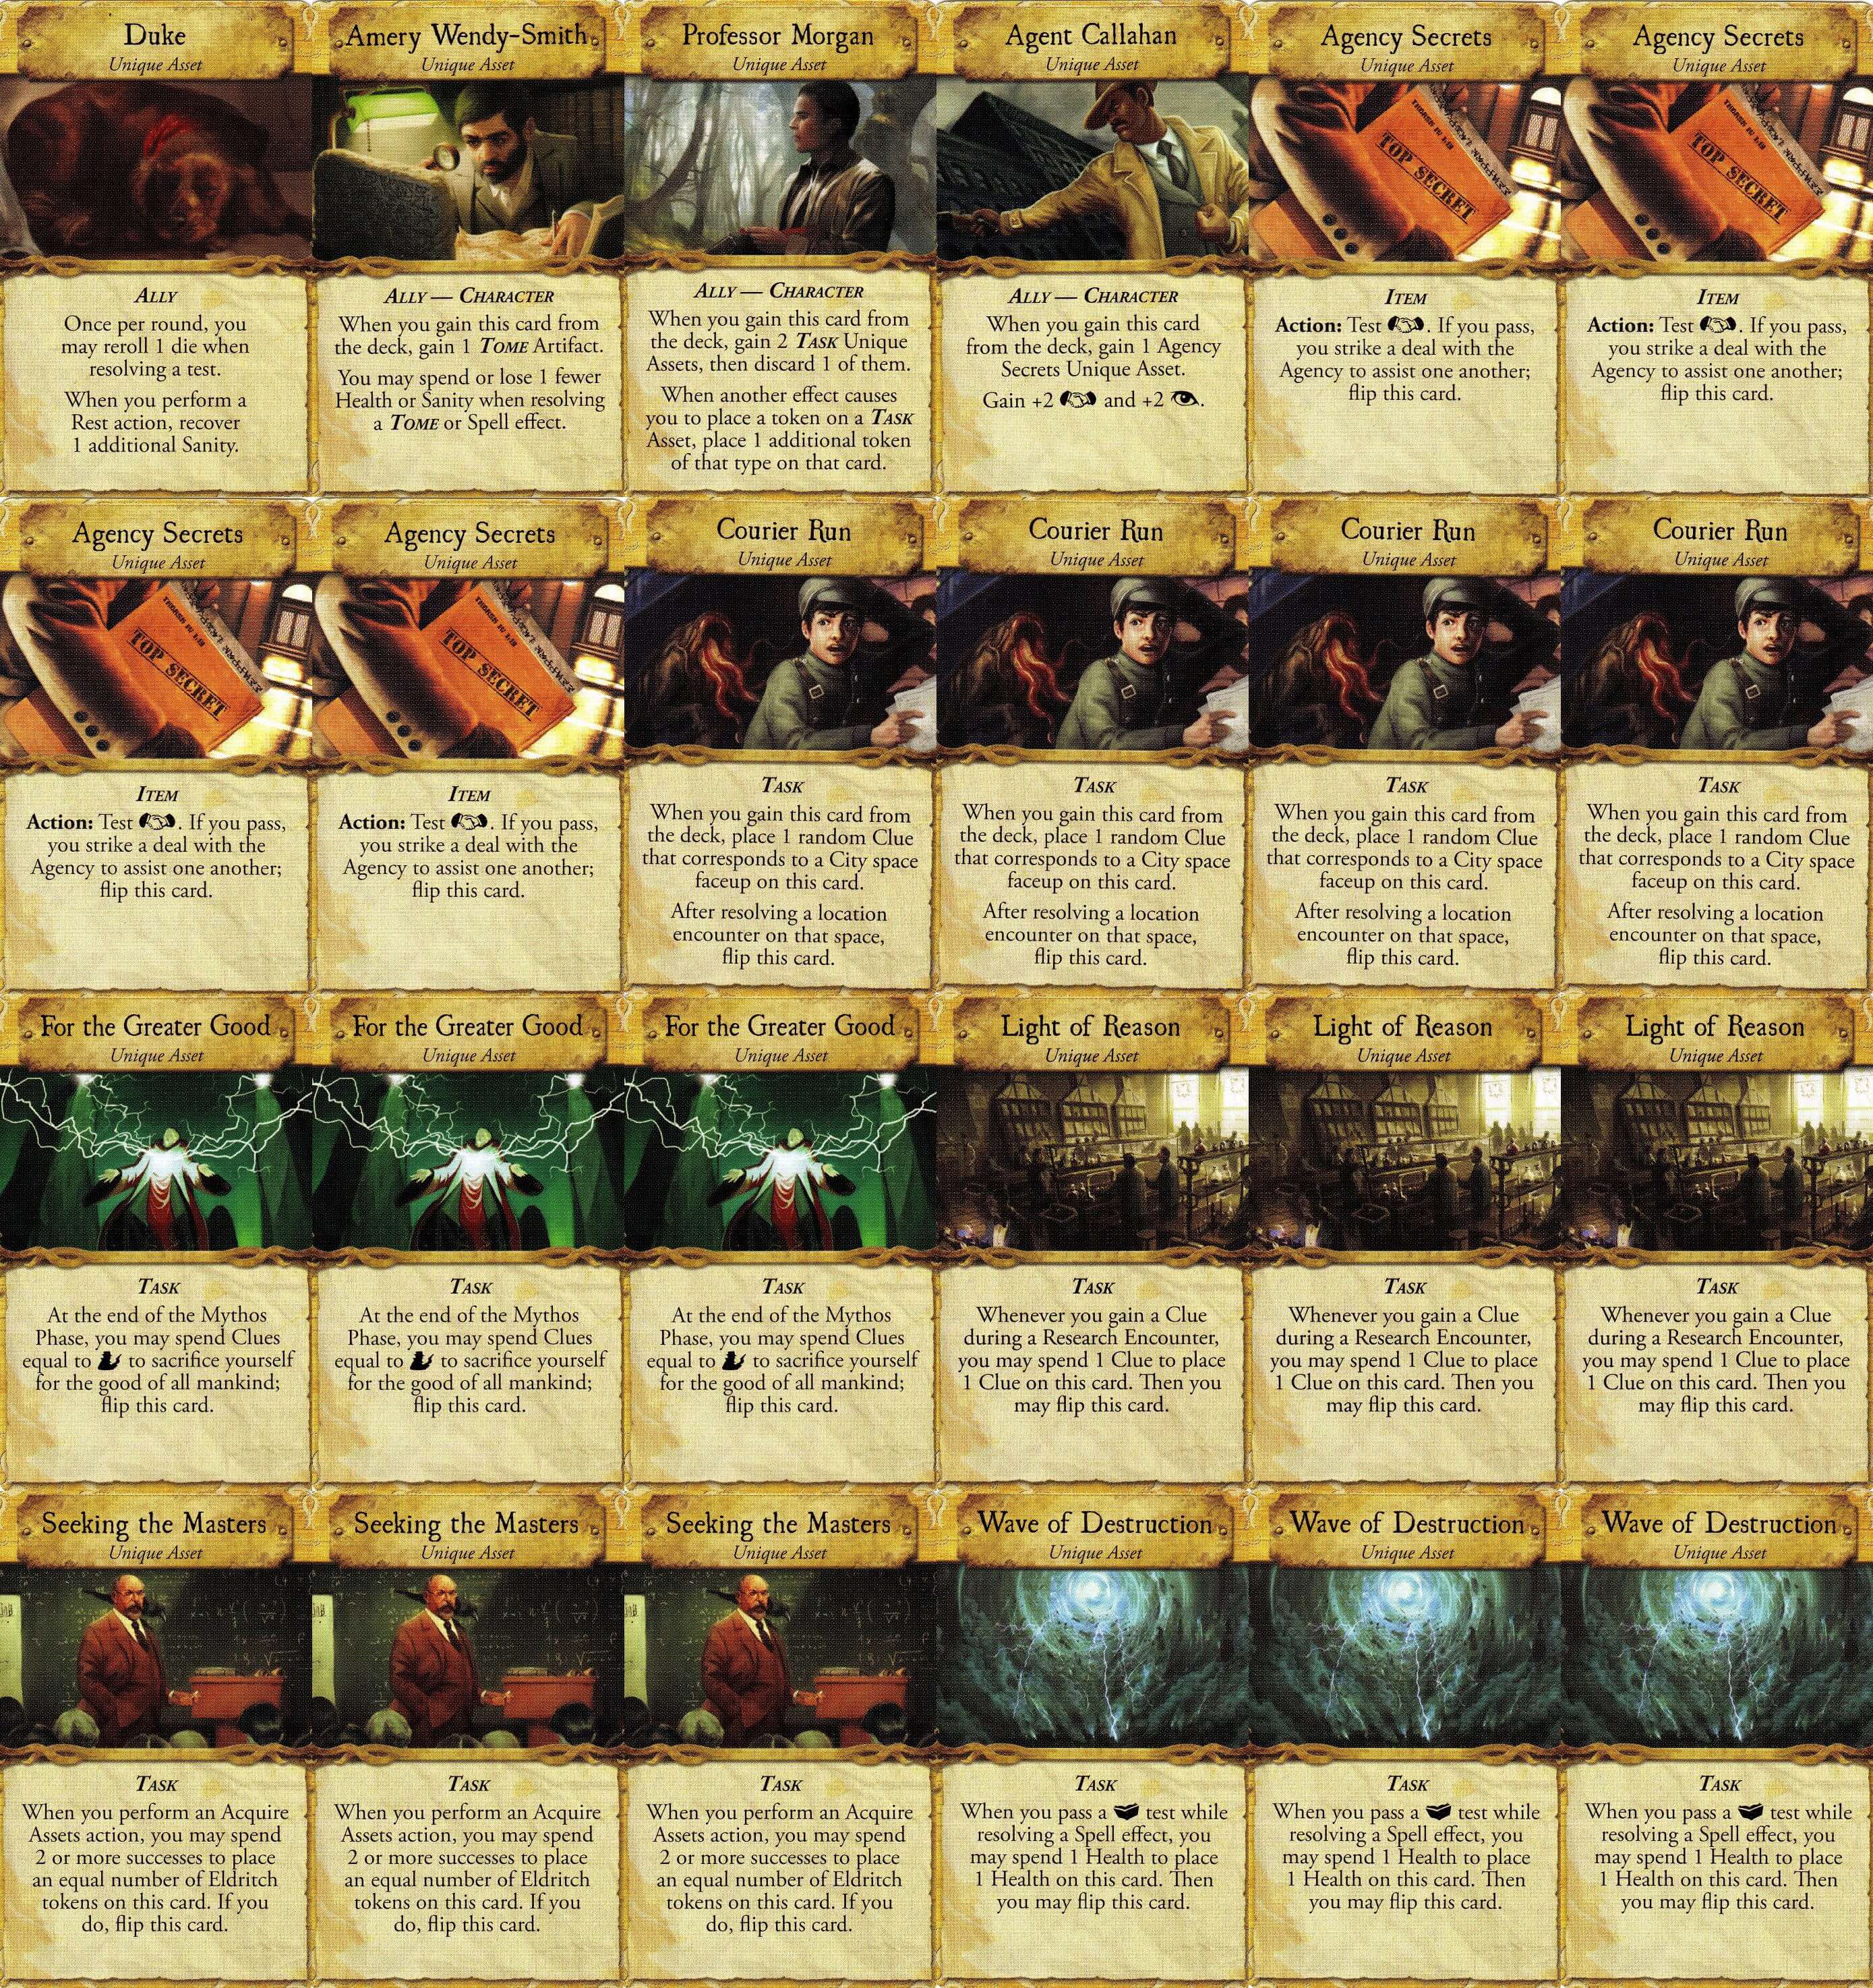 Duke
Unique Asset
ALLY
Once per round, you
may reroll 1 die when
resolving a test.
When you perform a
Rest action, recover
1 additional Sanity.
Amery Wendy-Smith
Unique Asset
ALLY — CHARACTER
When you gain this card from
the deck, gain 1 TOME Artifact.
You may spend or lose 1 fewer
Health or Sanity when resolving
a TOME or Spell effect.
Professor Morgan
Unique Asset
ALLY — CHARACTER
When you gain this card from
the deck, gain 2 TASK Unique
Assets, then discard 1 of them.
When another effect causes
you to place a token on a TASK
Asset, place 1 additional token
of that type on that card.
Agent Callahan
Unique Asset
ALLY — CHARACTER
When you gain this card
from the deck, gain 1 Agency
Secrets Unique Asset.
Gain +2 and +2 .
Agency Secrets
Unique Asset
TOP SECRET
ITEM
Action: Test . If you pass,
you strike a deal with the
Agency to assist one another;
flip this card.
Agency Secrets
Unique Asset
TOP SECRET
ITEM
Action: Test . If you pass,
you strike a deal with the
Agency to assist one another;
flip this card.
Agency Secrets
Unique Asset
TOP SECRET
ITEM
Action: Test . If you pass,
you strike a deal with the
Agency to assist one another;
flip this card.
Agency Secrets
Unique Asset
TOP SECRET
ITEM
Action: Test . If you pass,
you strike a deal with the
Agency to assist one another;
flip this card.
Courier Run
Unique Asset
TASK
When you gain this card from
the deck, place 1 random Clue
that corresponds to a City space
faceup on this card.
After resolving a location
encounter on that space,
flip this card.
Courier Run
Unique Asset
TASK
When you gain this card from
the deck, place 1 random Clue
that corresponds to a City space
faceup on this card.
After resolving a location
encounter on that space,
flip this card.
Courier Run
Unique Asset
TASK
When you gain this card from
the deck, place 1 random Clue
that corresponds to a City space
faceup on this card.
After resolving a location
encounter on that space,
flip this card.
Courier Run
Unique Asset
TASK
When you gain this card from
the deck, place 1 random Clue
that corresponds to a City space
faceup on this card.
After resolving a location
encounter on that space,
flip this card.
For the Greater Good
Unique Asset
TASK
At the end of the Mythos
Phase, you may spend Clues
equal to to sacrifice yourself
for the good of all mankind;
flip this card.
For the Greater Good
Unique Asset
TASK
At the end of the Mythos
Phase, you may spend Clues
equal to to sacrifice yourself
for the good of all mankind;
flip this card.
For the Greater Good
Unique Asset
TASK
At the end of the Mythos
Phase, you may spend Clues
equal to to sacrifice yourself
for the good of all mankind;
flip this card.
Light of Reason
Unique Asset
TASK
Whenever you gain a Clue
during a Research Encounter,
you may spend 1 Clue to place
1 Clue on this card. Then you
may flip this card.
Light of Reason
Unique Asset
TASK
Whenever you gain a Clue
during a Research Encounter,
you may spend 1 Clue to place
1 Clue on this card. Then you
may flip this card.
Light of Reason
Unique Asset
TASK
Whenever you gain a Clue
during a Research Encounter,
you may spend 1 Clue to place
1 Clue on this card. Then you
may flip this card.
Seeking the Masters
Unique Asset
TASK
When you perform an Acquire
Assets action, you may spend
2 or more successes to place
an equal number of Eldritch
tokens on this card. If you
do, flip this card.
Seeking the Masters
Unique Asset
TASK
When you perform an Acquire
Assets action, you may spend
2 or more successes to place
an equal number of Eldritch
tokens on this card. If you
do, flip this card.
Seeking the Masters
Unique Asset
TASK
When you perform an Acquire
Assets action, you may spend
2 or more successes to place
an equal number of Eldritch
tokens on this card. If you
do, flip this card.
Wave of Destruction
Unique Asset
TASK
When you pass a test while
resolving a Spell effect, you
may spend 1 Health to place
1 Health on this card. Then
you may flip this card.
Wave of Destruction
Unique Asset
TASK
When you pass a test while
resolving a Spell effect, you
may spend 1 Health to place
1 Health on this card. Then
you may flip this card.
Wave of Destruction
Unique Asset
TASK
When you pass a test while
resolving a Spell effect, you
may spend 1 Health to place
1 Health on this card. Then
you may flip this card.